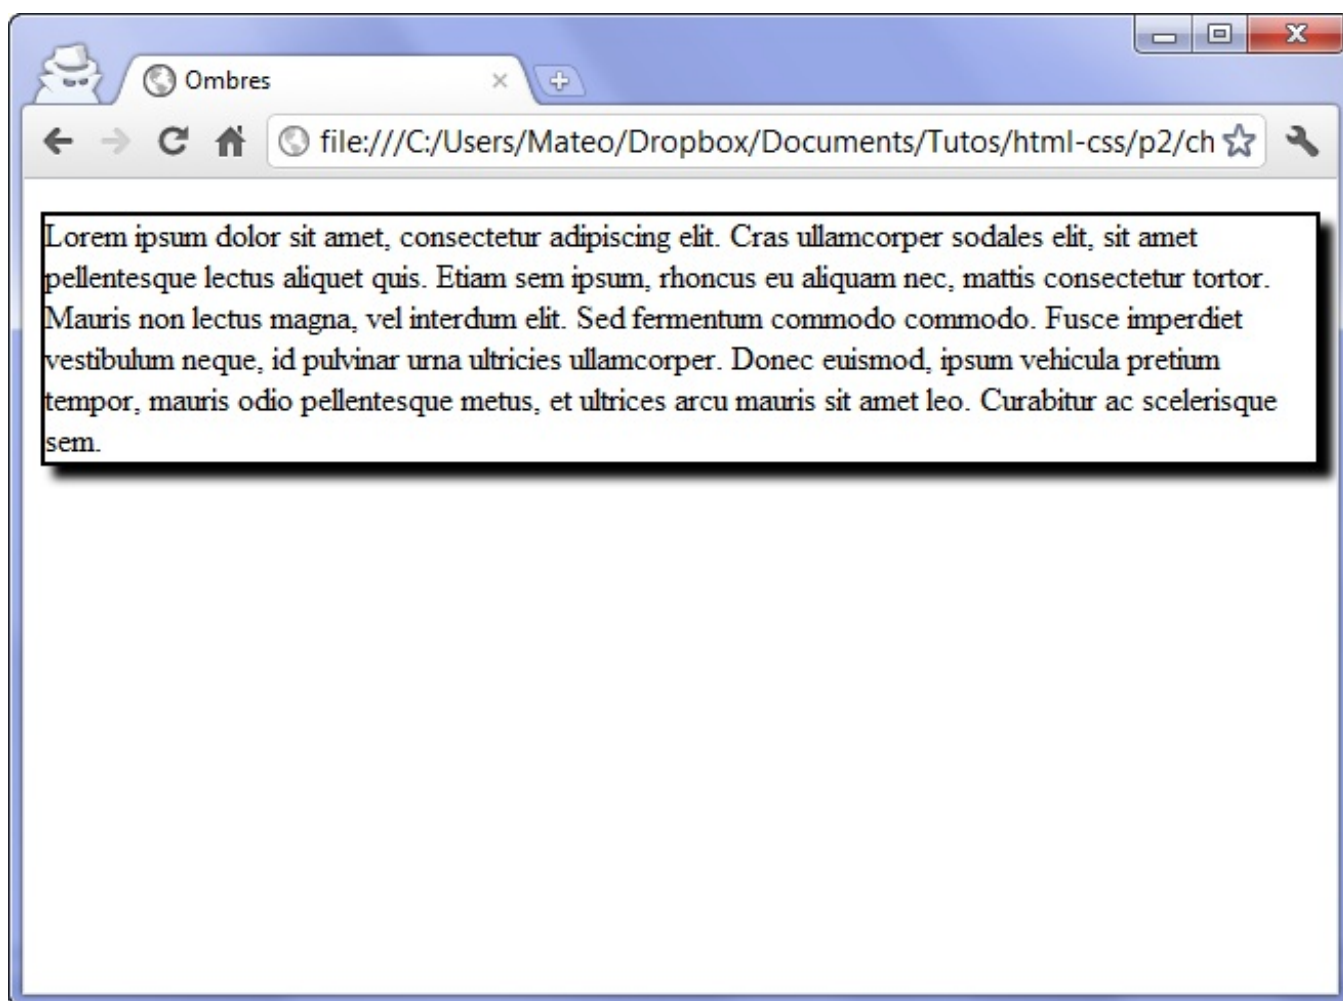 Ombres
file:///C:/Users/Mateo/Dropbox/Documents/Tutos/html-css/p2/ch
Lorem ipsum dolor sit amet, consectetur adipiscing elit. Cras ullamcorper sodales elit, sit amet
pellentesque lectus aliquet quis. Etiam sem ipsum, rhoncus eu aliquam nec, mattis consectetur tortor.
Mauris non lectus magna, vel interdum elit. Sed fermentum commodo commodo. Fusce imperdiet
vestibulum neque, id pulvinar urna ultricies ullamcorper. Donec euismod, ipsum vehicula pretium
tempor, mauris odio pellentesque metus, et ultrices arcu mauris sit amet leo. Curabitur ac scelerisque
sem.